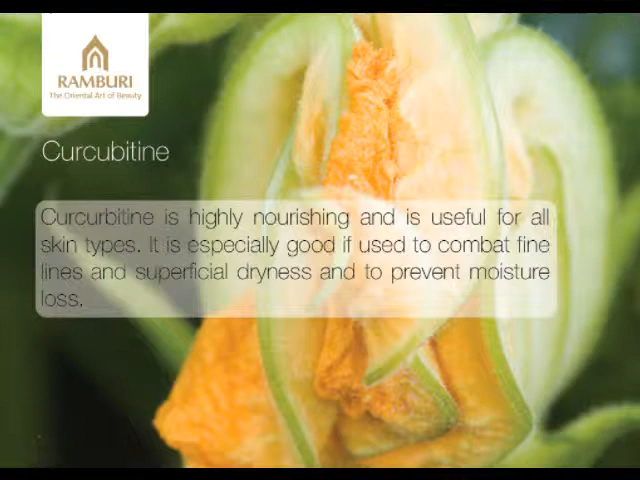 RAMBURI
The Oriental Art of Beauty
Curcubitine
Curcurbitine is highly nourishing and is useful for all
skin types. It is especially good if used to combat fine
lines and superficial dryness and to prevent moisture
loss.